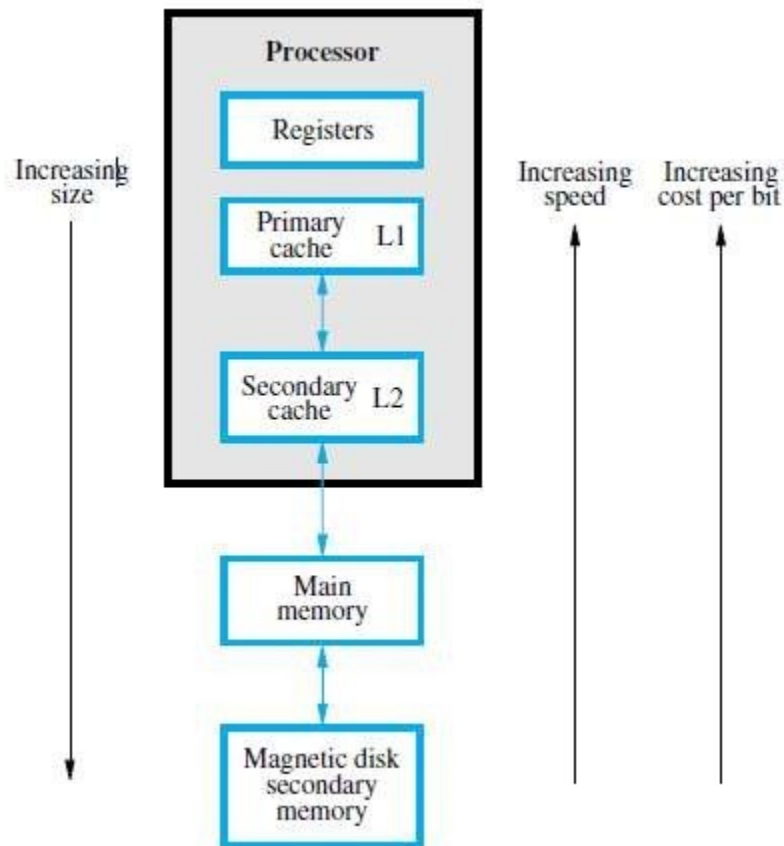 Processor
Registers
Increasing
size
Increasing
speed
Increasing
cost per bit
Primary
cache
L1
Secondary
cache
L2
Main
memory
Magnetic disk
secondary
memory